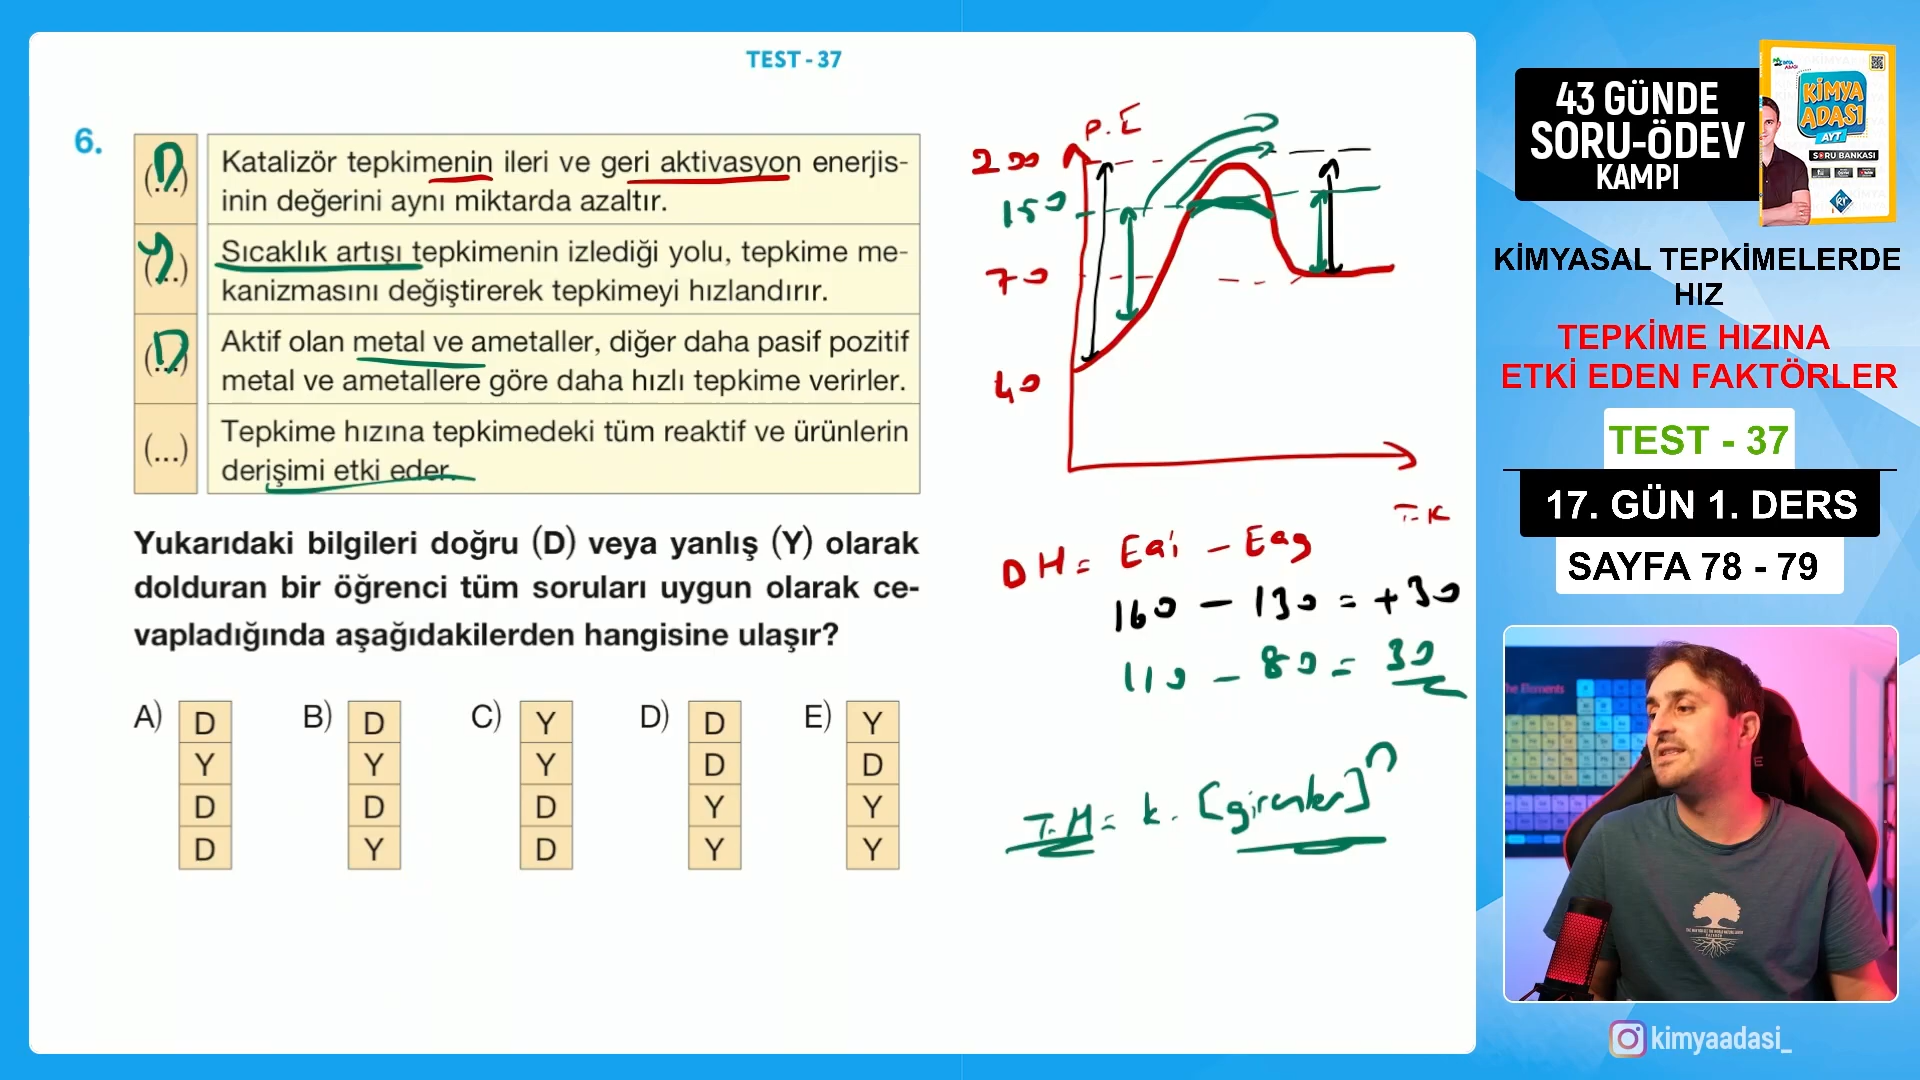 TEST - 37
6.
(...) D
Katalizör tepkimenin ileri ve geri aktivasyon enerjis-
inin değerini aynı miktarda azaltır.
(...) Y
Sıcaklık artışı tepkimenin izlediği yolu, tepkime me-
kanizmasını değiştirerek tepkimeyi hızlandırır.
(...) D
Aktif olan metal ve ametaller, diğer daha pasif pozitif
metal ve ametallere göre daha hızlı tepkime verirler.
(...)
Tepkime hızına tepkimedeki tüm reaktif ve ürünlerin
derişimi etki eder.
Yukarıdaki bilgileri doğru (D) veya yanlış (Y) olarak
dolduran bir öğrenci tüm soruları uygun olarak ce-
vapladığında aşağıdakilerden hangisine ulaşır?
A) D Y D D
B) D Y D Y
C) Y Y D D
D) D D Y Y
E) Y D Y Y
P.E
200
150
70
40
T.K
ΔH = Eai - Eag
160 - 130 = +30
110 - 80 = 30
T.H = k. [girenler]ⁿ
43 GÜNDE
SORU-ÖDEV
KAMPI
KİMYA
ADASI
AYT
SORU BANKASI
KİMYASAL TEPKİMELERDE
HIZ
TEPKİME HIZINA
ETKİ EDEN FAKTÖRLER
TEST - 37
17. GÜN 1. DERS
SAYFA 78 - 79
he Elements
kimyaadasi_